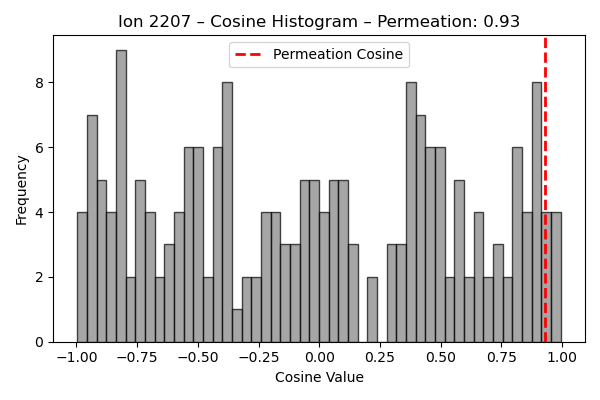 Ion 2207 – Cosine Histogram – Permeation: 0.93
Permeation Cosine
Frequency
8
6
4
2
0
−1.00 −0.75 −0.50 −0.25 0.00 0.25 0.50 0.75 1.00
Cosine Value